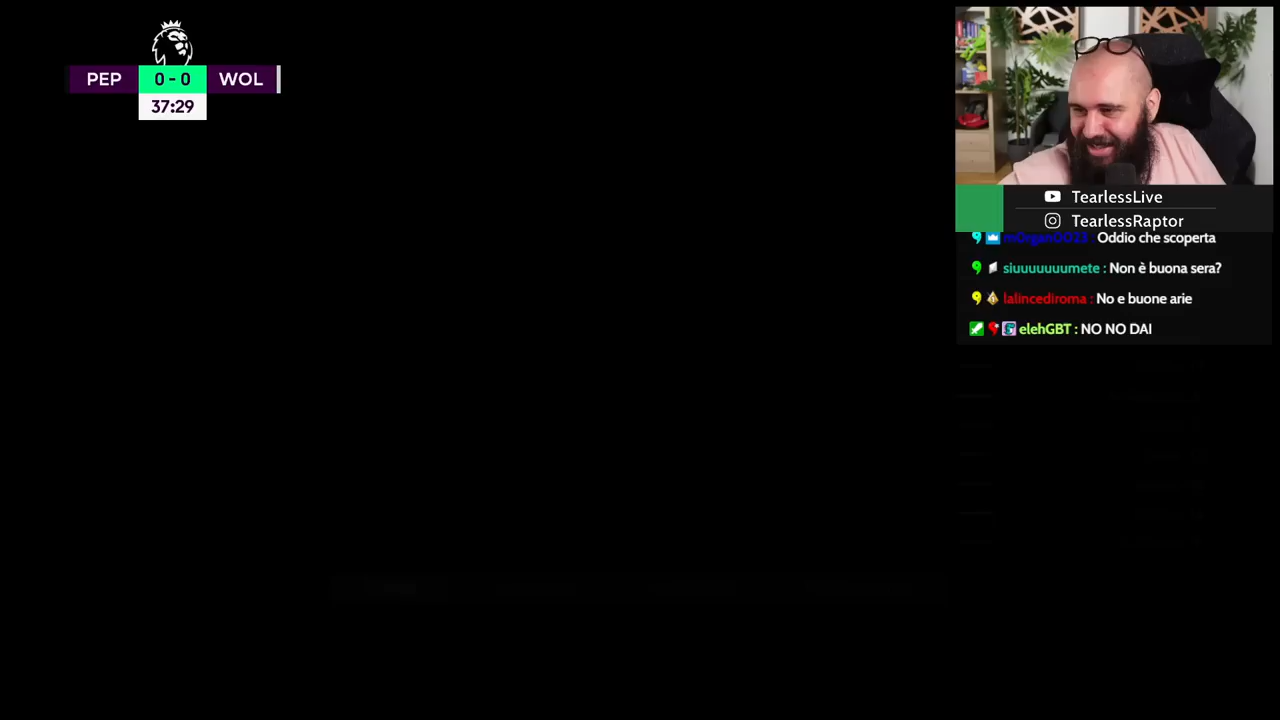 PEP 0 - 0 WOL
37:29
TearlessLive
TearlessRaptor
m0rgan0023 : Oddio che scoperta
siuuuuuuumete : Non è buona sera?
lalincediroma : No e buone arie
elehGBT : NO NO DAI